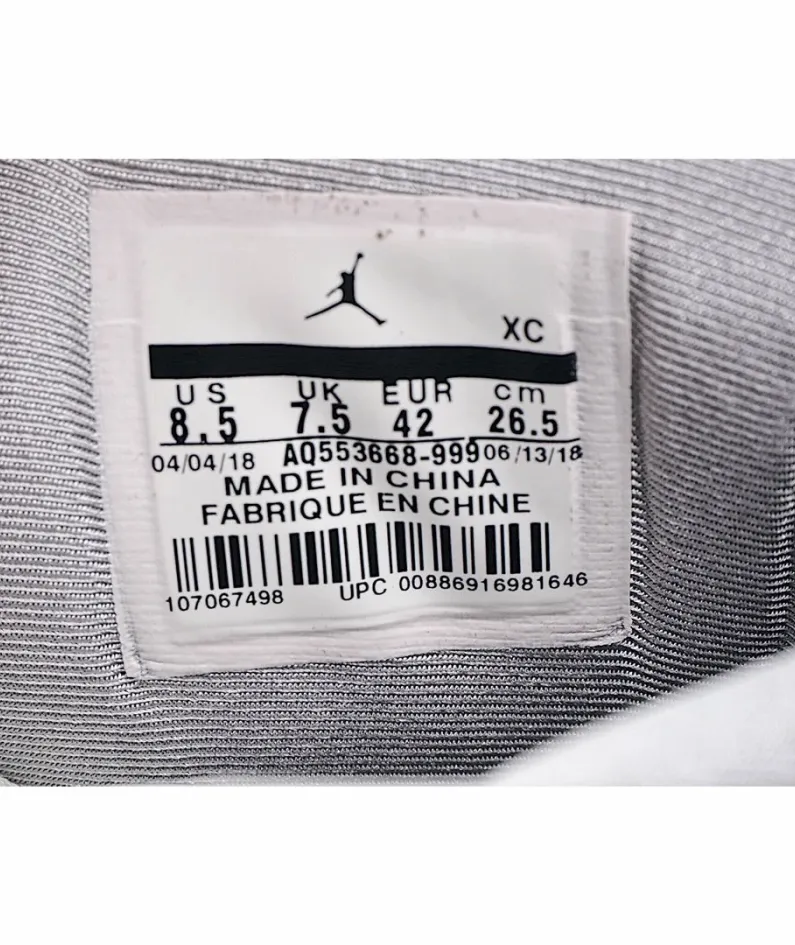 XC
US UK EUR cm
8.5 7.5 42 26.5
04/04/18 AQ553668-999 06/13/18
MADE IN CHINA
FABRIQUE EN CHINE
107067498 UPC 00886916981646